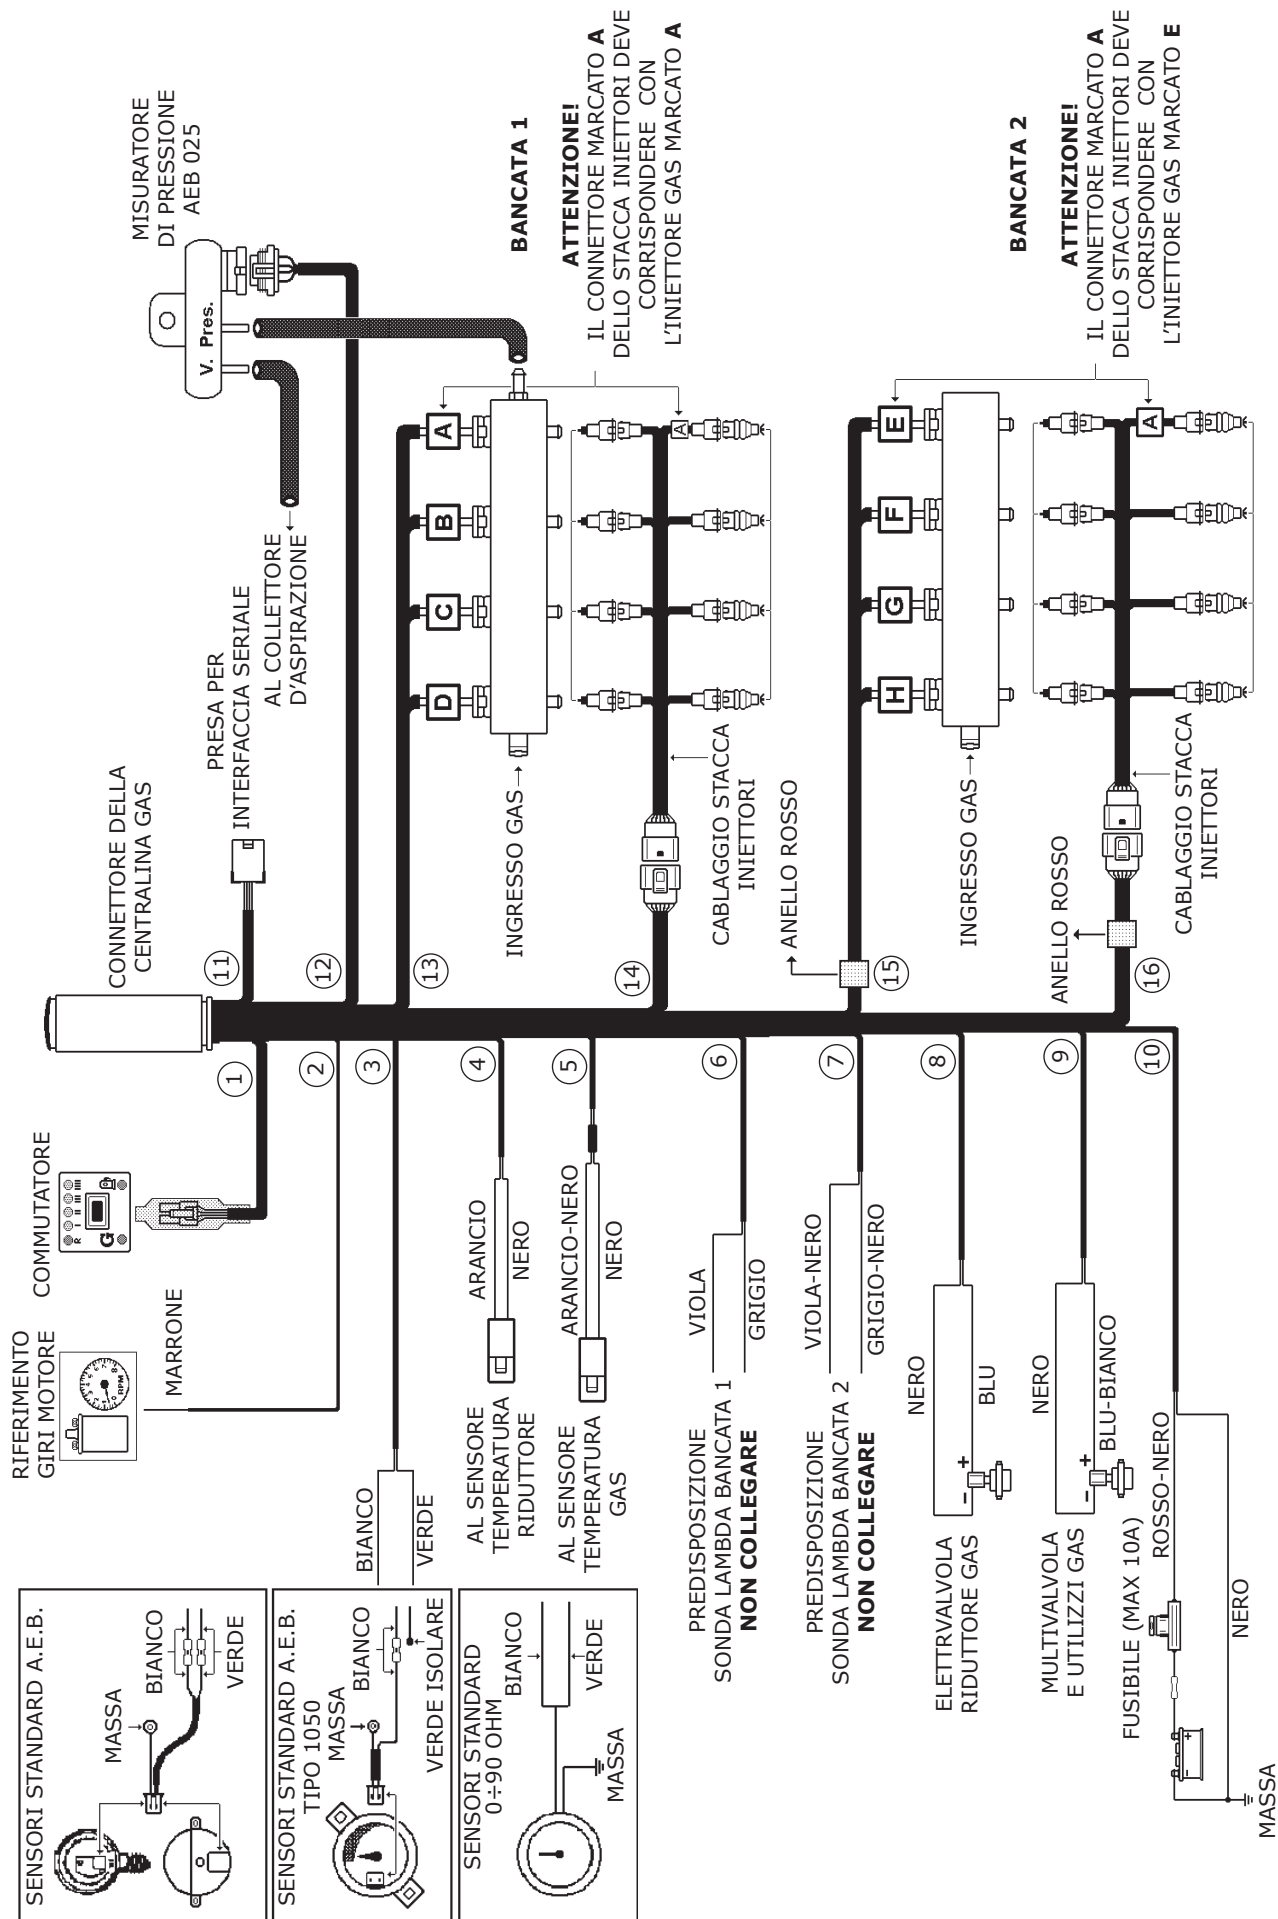 SENSORI STANDARD A.E.B.
MASSA
BIANCO
VERDE
SENSORI STANDARD A.E.B.
TIPO 1050
MASSA
BIANCO
VERDE ISOLARE
SENSORI STANDARD
0÷90 OHM
BIANCO
VERDE
MASSA
RIFERIMENTO
GIRI MOTORE
RPM
MARRONE
COMMUTATORE
R I II III IIII
G
CONNETTORE DELLA
CENTRALINA GAS
PRESA PER
INTERFACCIA SERIALE
AL COLLETTORE
D'ASPIRAZIONE
MISURATORE
DI PRESSIONE
AEB 025
V. Pres.
1
2
3
4
5
6
7
8
9
10
11
12
13
14
15
16
BIANCO
VERDE
AL SENSORE
TEMPERATURA
RIDUTTORE
ARANCIO
NERO
AL SENSORE
TEMPERATURA
GAS
ARANCIO-NERO
NERO
PREDISPOSIZIONE
SONDA LAMBDA BANCATA 1
NON COLLEGARE
VIOLA
GRIGIO
PREDISPOSIZIONE
SONDA LAMBDA BANCATA 2
NON COLLEGARE
VIOLA-NERO
GRIGIO-NERO
ELETTRVALVOLA
RIDUTTORE GAS
NERO
BLU
− +
MULTIVALVOLA
E UTILIZZI GAS
NERO
BLU-BIANCO
− +
FUSIBILE (MAX 10A)
ROSSO-NERO
NERO
- +
MASSA
D C B A
INGRESSO GAS
A
CABLAGGIO STACCA
INIETTORI
BANCATA 1
ATTENZIONE!
IL CONNETTORE MARCATO A
DELLO STACCA INIETTORI DEVE
CORRISPONDERE CON
L'INIETTORE GAS MARCATO A
ANELLO ROSSO
H G F E
INGRESSO GAS
A
ANELLO ROSSO
CABLAGGIO STACCA
INIETTORI
BANCATA 2
ATTENZIONE!
IL CONNETTORE MARCATO A
DELLO STACCA INIETTORI DEVE
CORRISPONDERE CON
L'INIETTORE GAS MARCATO E